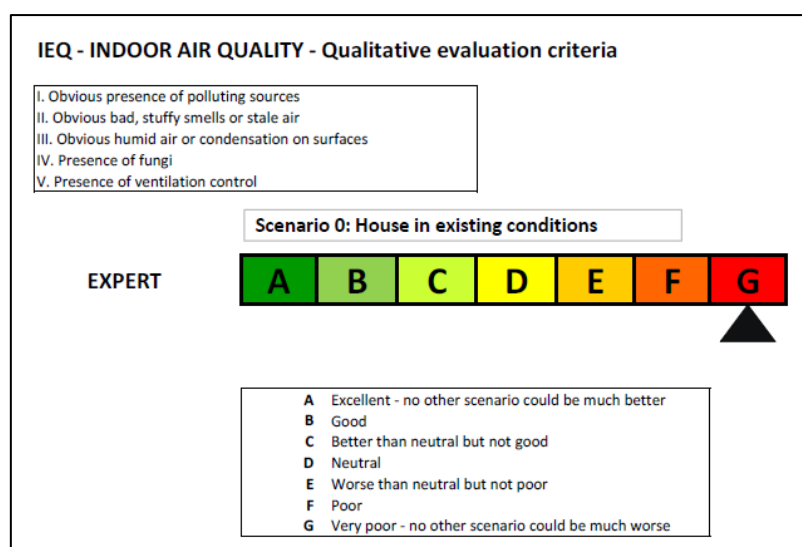 IEQ - INDOOR AIR QUALITY - Qualitative evaluation criteria
I. Obvious presence of polluting sources
II. Obvious bad, stuffy smells or stale air
III. Obvious humid air or condensation on surfaces
IV. Presence of fungi
V. Presence of ventilation control
Scenario 0: House in existing conditions
EXPERT A B C D E F G
A Excellent - no other scenario could be much better
B Good
C Better than neutral but not good
D Neutral
E Worse than neutral but not poor
F Poor
G Very poor - no other scenario could be much worse